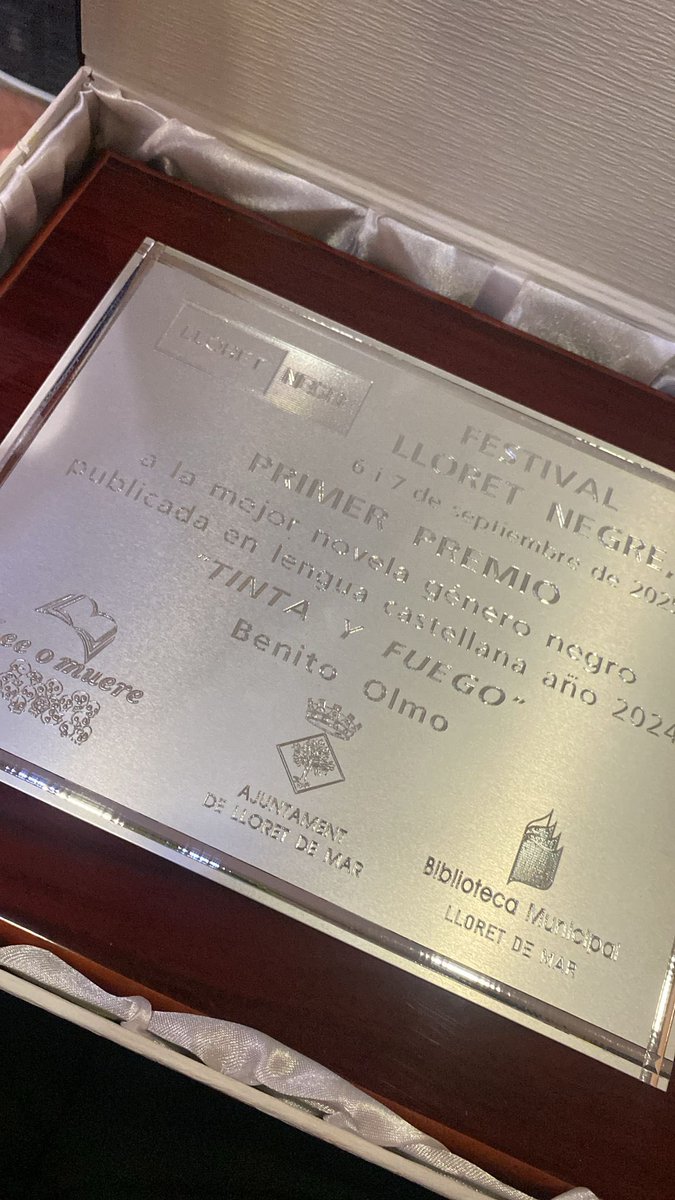 LLORET NEGRE
FESTIVAL
LLORET NEGRE,
6 i 7 de septiembre de 2025
PRIMER PREMIO
a la mejor novela género negro
publicada en lengua castellana año 2024
"TINTA Y FUEGO"
Benito Olmo
Lee o muere
AJUNTAMENT
DE LLORET DE MAR
Biblioteca Municipal
LLORET DE MAR